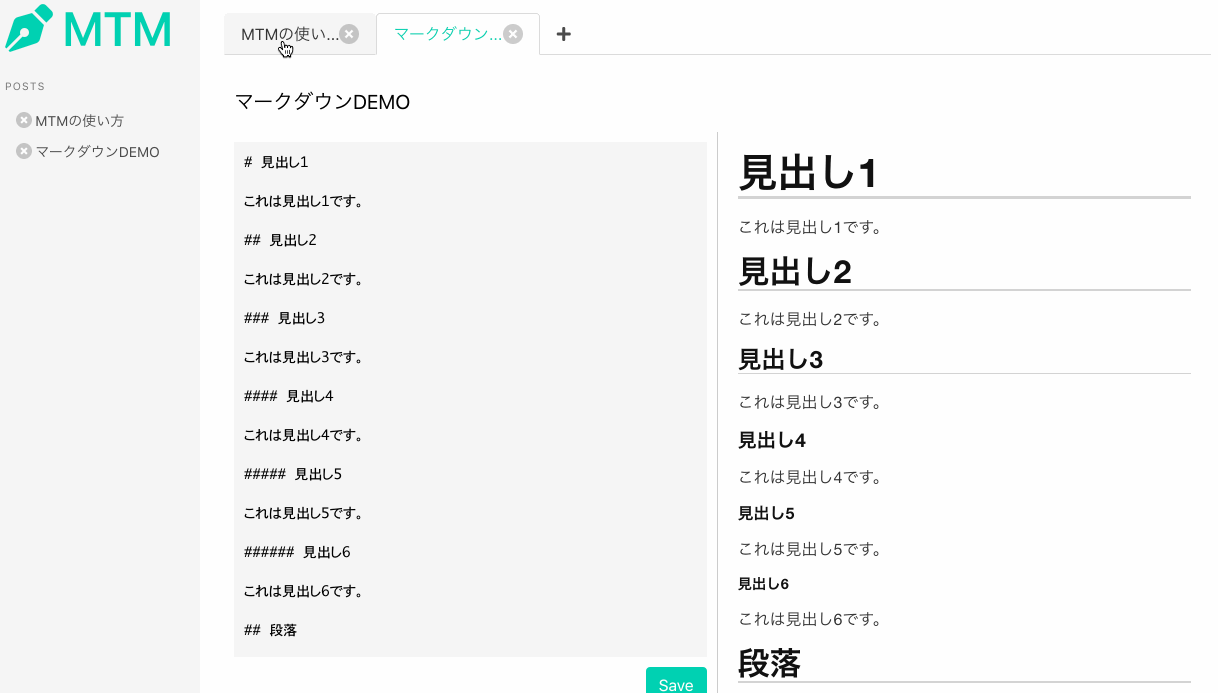 MTM
POSTS
MTMの使い方
マークダウンDEMO
MTMの使い...
マークダウン...
マークダウンDEMO
# 見出し1
これは見出し1です。
## 見出し2
これは見出し2です。
### 見出し3
これは見出し3です。
#### 見出し4
これは見出し4です。
##### 見出し5
これは見出し5です。
###### 見出し6
これは見出し6です。
## 段落
Save
見出し1
これは見出し1です。
見出し2
これは見出し2です。
見出し3
これは見出し3です。
見出し4
これは見出し4です。
見出し5
これは見出し5です。
見出し6
これは見出し6です。
段落